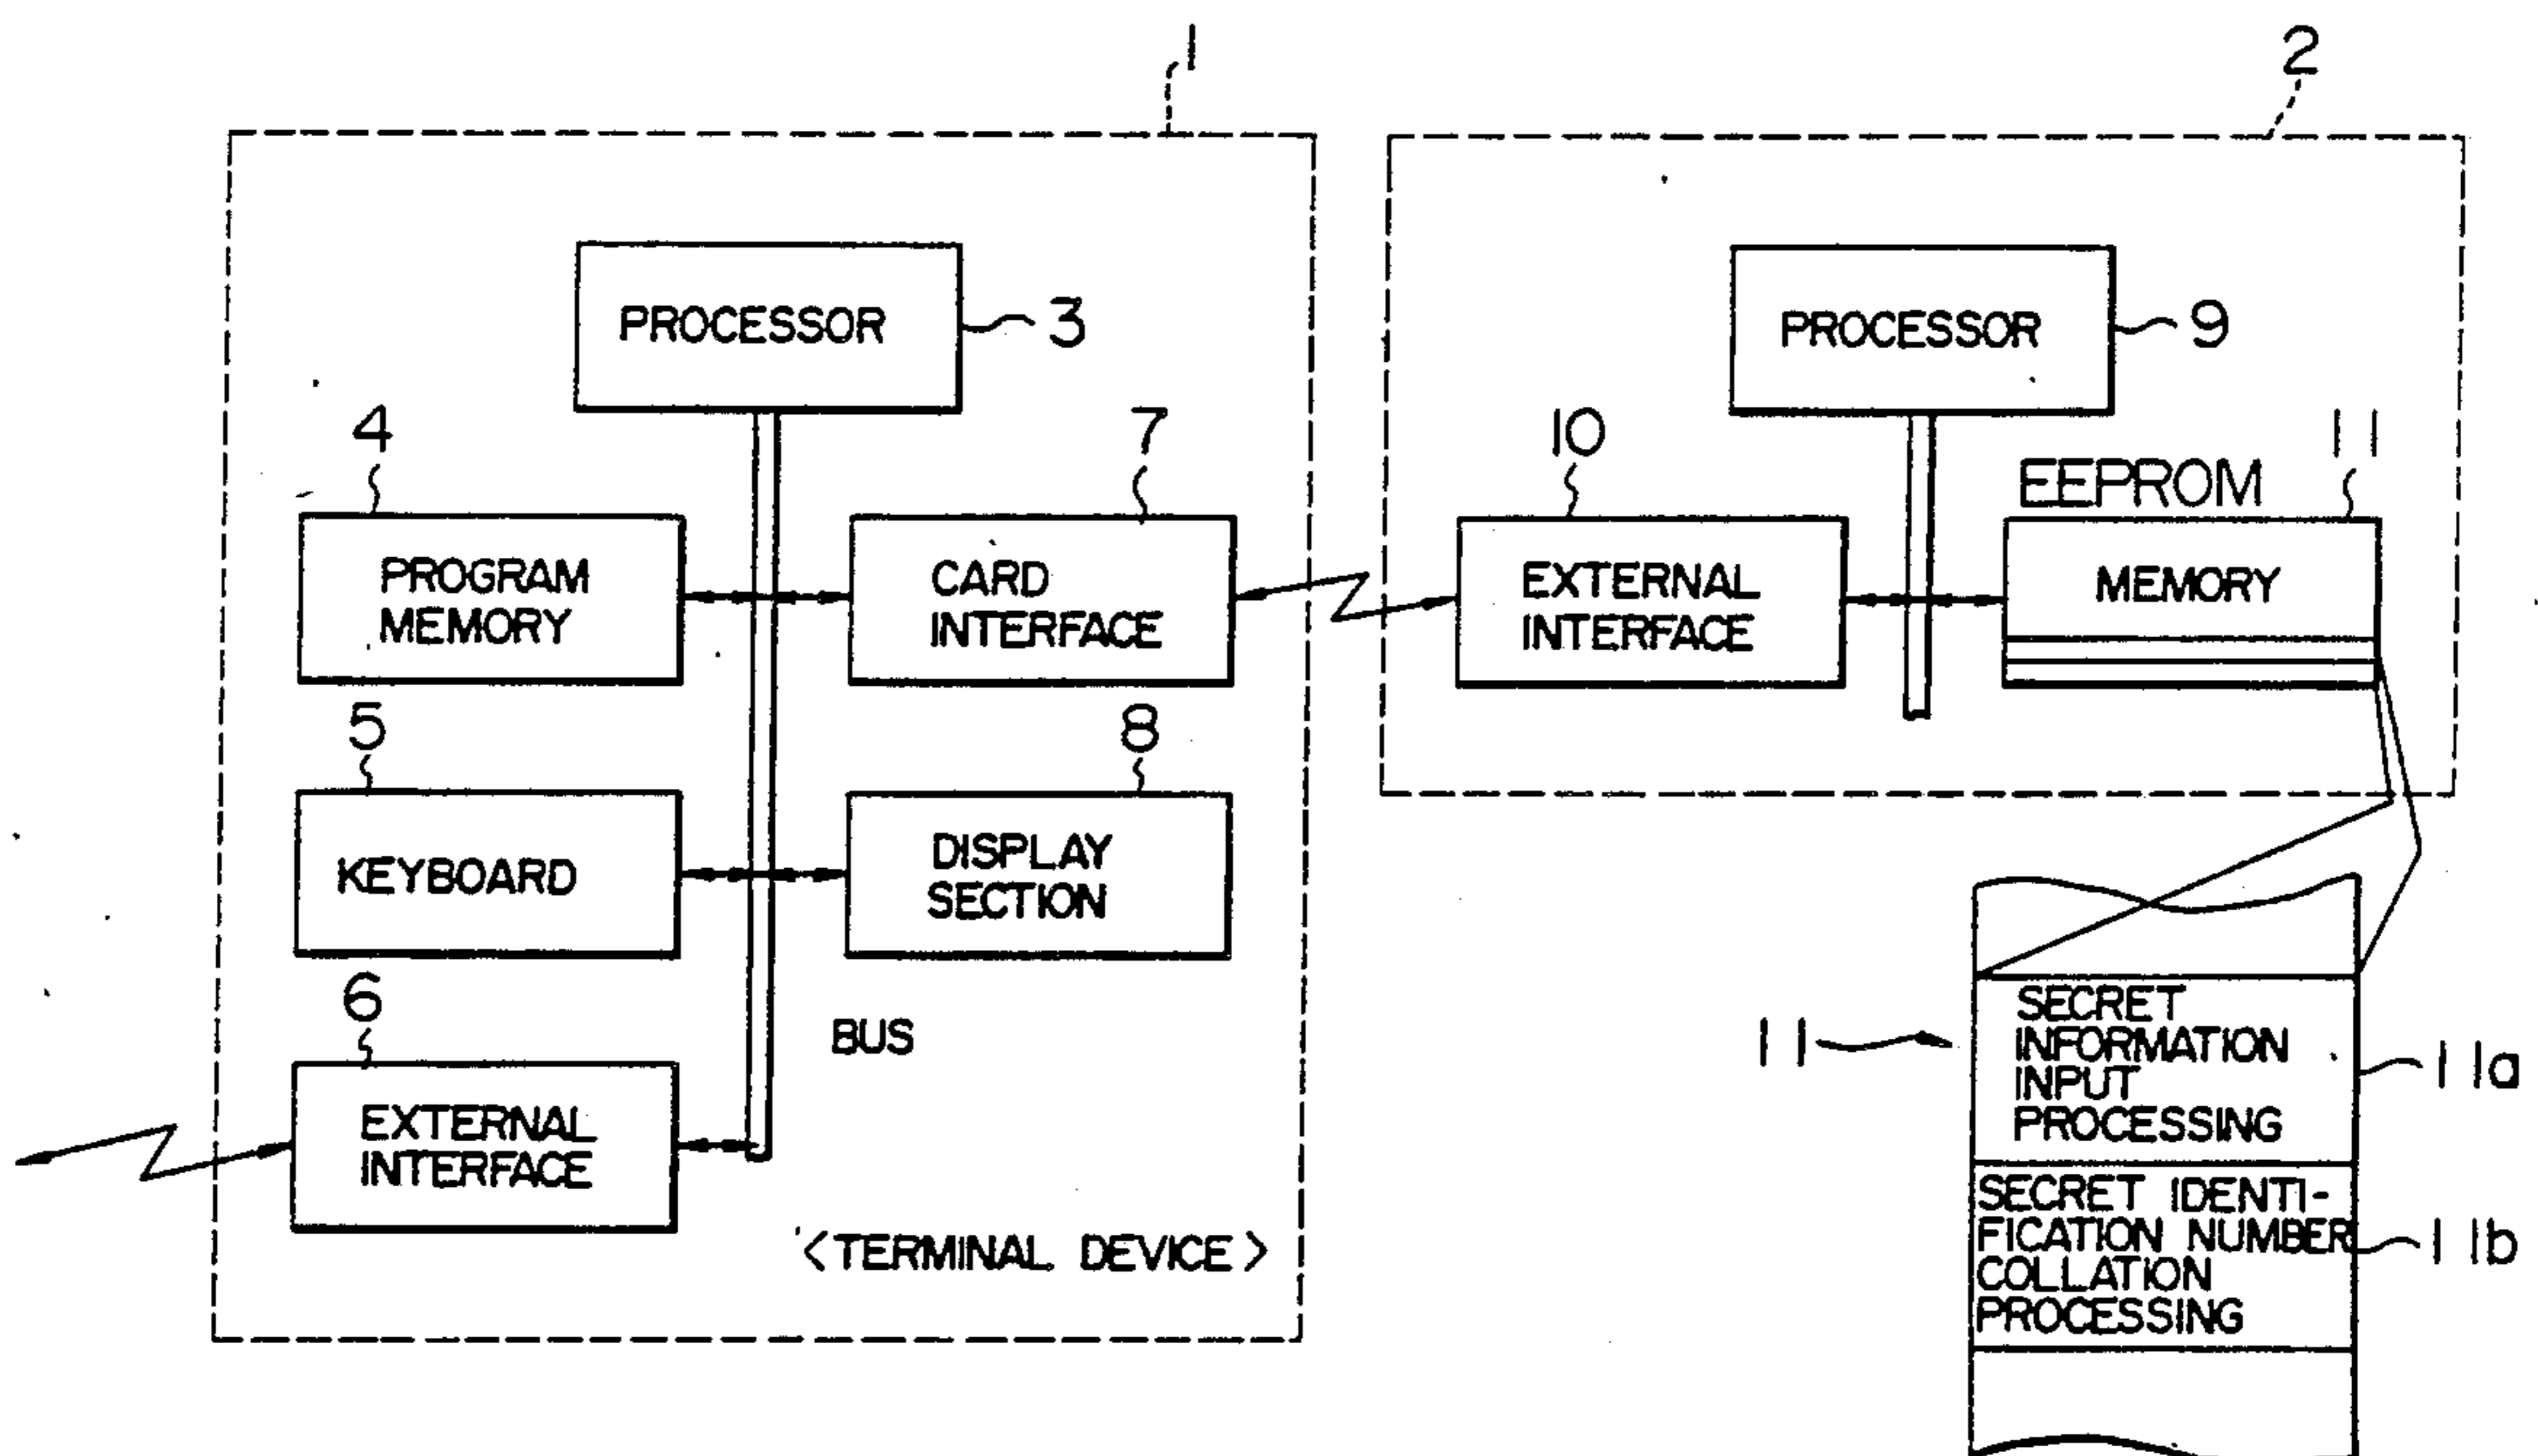 1
2
PROCESSOR
3
PROCESSOR
9
4
7
10
EEPROM
11
PROGRAM
MEMORY
CARD
INTERFACE
EXTERNAL
INTERFACE
MEMORY
5
8
KEYBOARD
DISPLAY
SECTION
6
BUS
EXTERNAL
INTERFACE
<TERMINAL DEVICE>
11
SECRET
INFORMATION
INPUT
PROCESSING
11a
SECRET IDENTI-
FICATION NUMBER
COLLATION
PROCESSING
11b